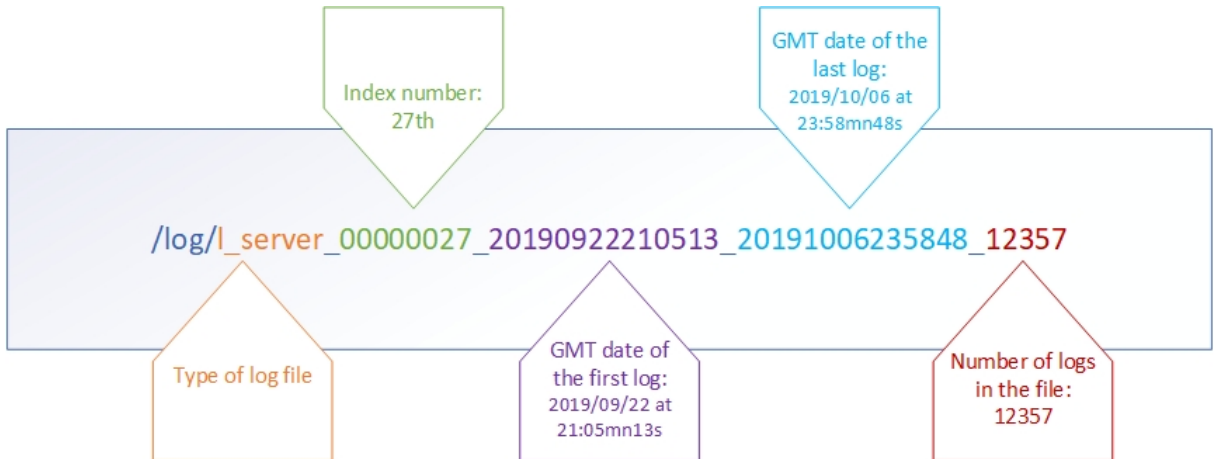 Index number:
27th
GMT date of the
last log:
2019/10/06 at
23:58mn48s
/log/l_server_00000027_20190922210513_20191006235848_12357
Type of log file
GMT date of
the first log:
2019/09/22 at
21:05mn13s
Number of logs
in the file:
12357